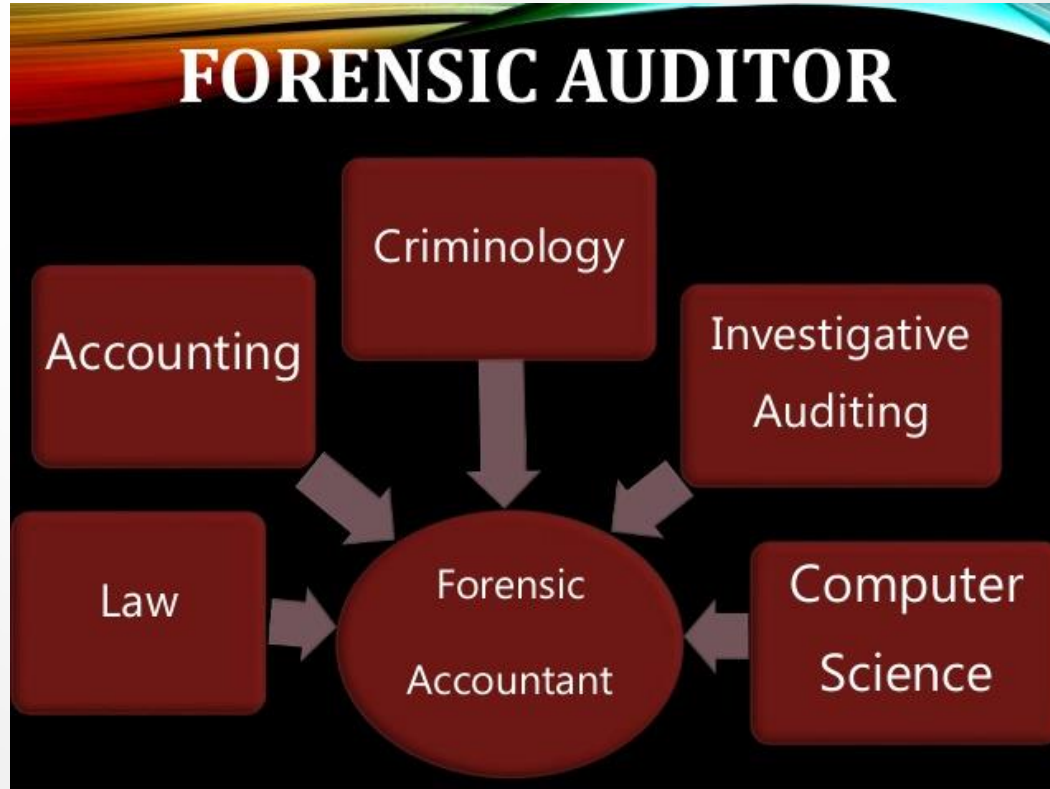 FORENSIC AUDITOR
Criminology
Accounting
Investigative
Auditing
Law
Forensic
Accountant
Computer
Science